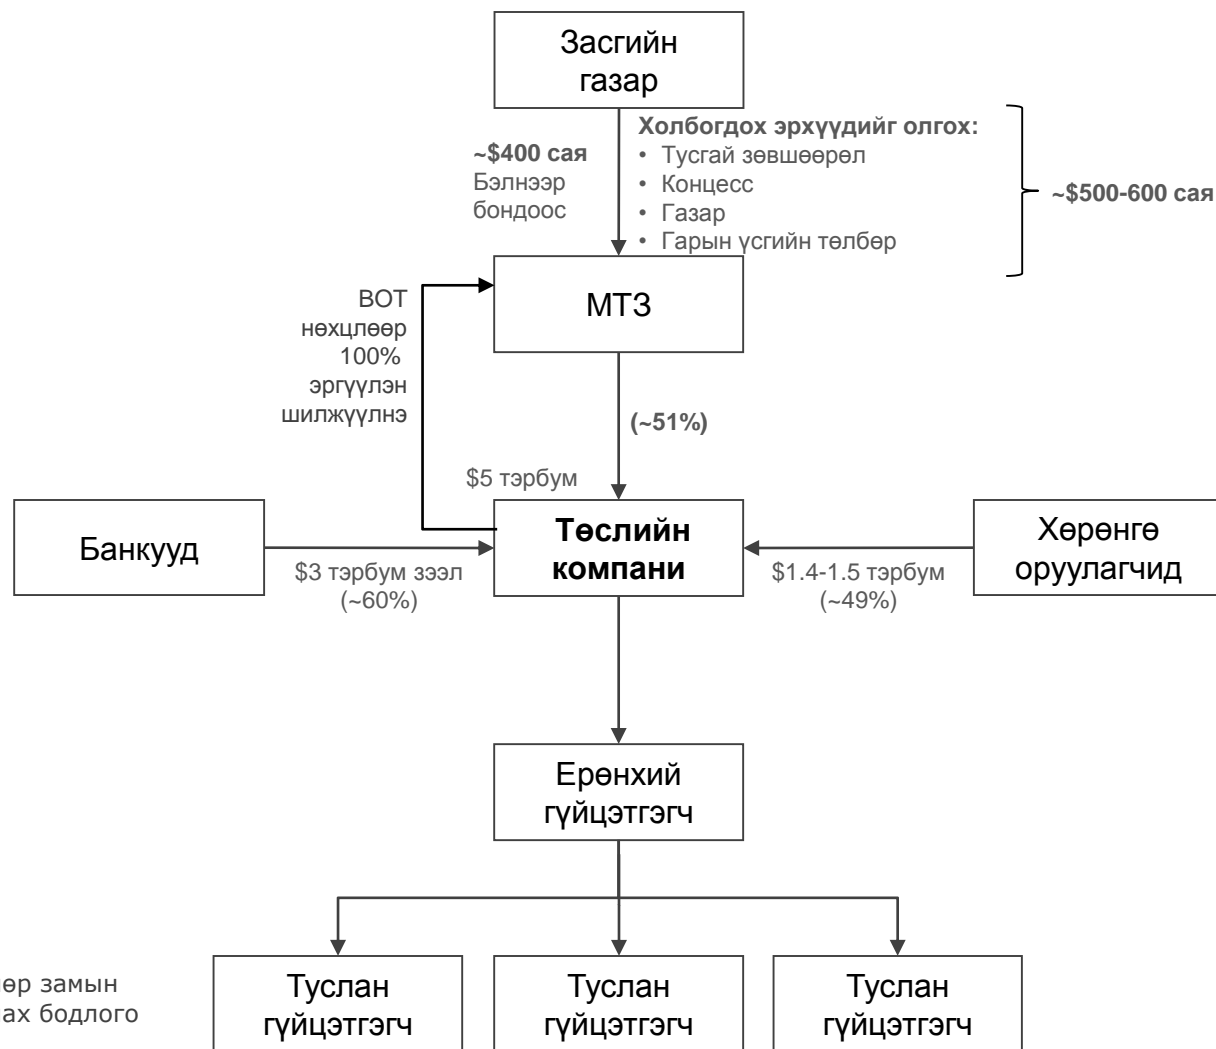 Засгийн
газар
~$400 сая
Бэлнээр
бондоос
Холбогдох эрхүүдийг олгох:
• Тусгай зөвшөөрөл
• Концесс
• Газар
• Гарын үсгийн төлбөр
~$500-600 сая
МТЗ
BOT
нөхцлөөр
100%
эргүүлэн
шилжүүлнэ
(~51%)
$5 тэрбум
Банкууд
$3 тэрбум зээл
(~60%)
Төслийн
компани
$1.4-1.5 тэрбум
(~49%)
Хөрөнгө
оруулагчид
Ерөнхий
гүйцэтгэгч
замын
бодлого
Туслан
гүйцэтгэгч
Туслан
гүйцэтгэгч
Туслан
гүйцэтгэгч